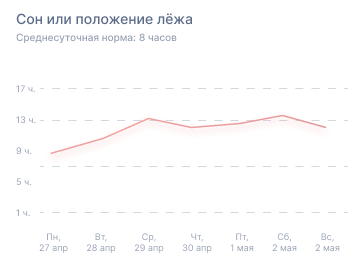 Сон или положение лёжа
Среднесуточная норма: 8 часов
17 ч.
13 ч.
9 ч.
5 ч.
1 ч.
Пн, Вт, Ср, Чт, Пт, Сб, Вс,
27 апр 28 апр 29 апр 30 апр 1 мая 2 мая 2 мая